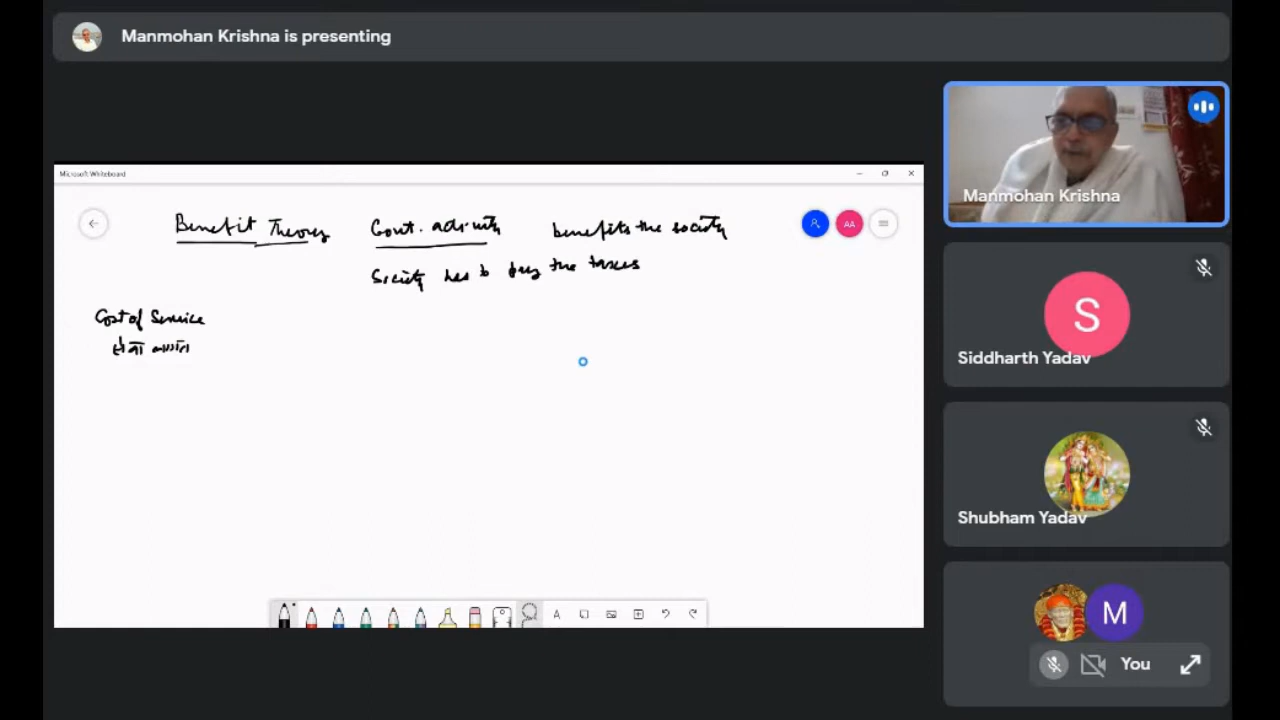 Manmohan Krishna is presenting
Microsoft Whiteboard
Benefit Theory Govt. activity benefits the society
Society has to pay the taxes
Cost of Service
AA
A
Manmohan Krishna
S
Siddharth Yadav
Shubham Yadav
M
You